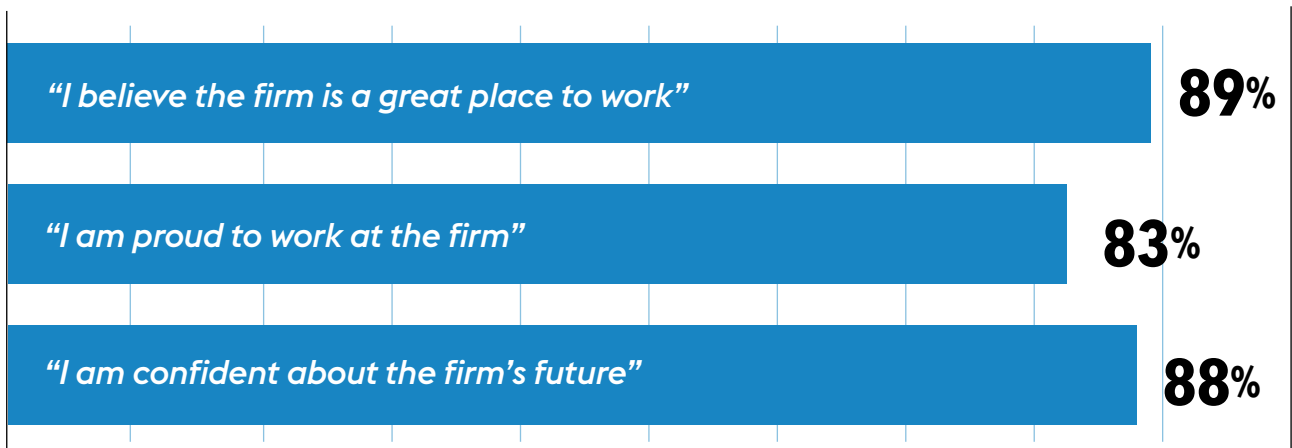 “I believe the firm is a great place to work” 89%
“I am proud to work at the firm” 83%
“I am confident about the firm’s future” 88%